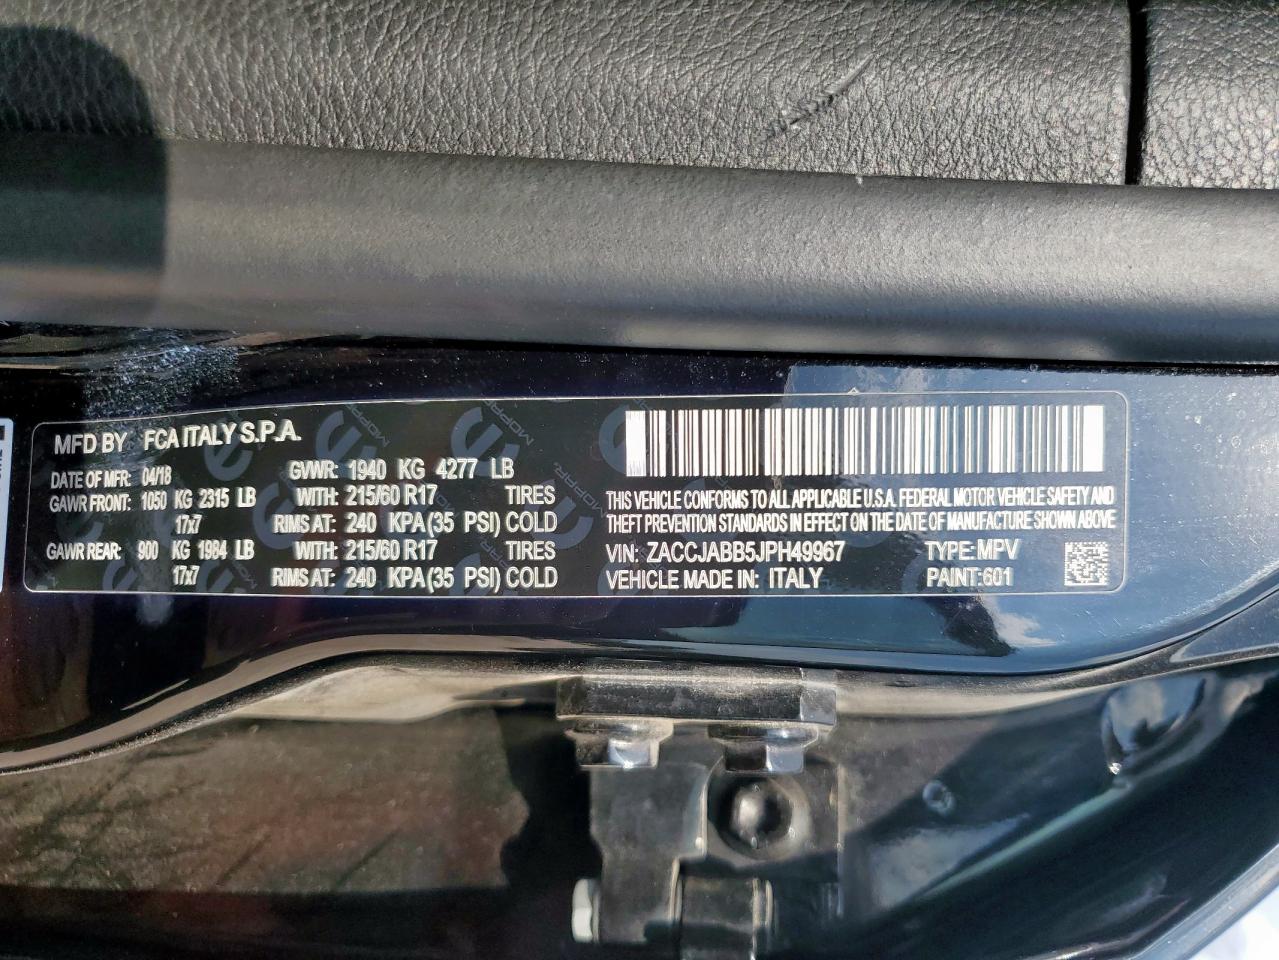 MFD BY FCA ITALY S.P.A.
DATE OF MFR: 04/18 GVWR: 1940 KG 4277 LB
GAWR FRONT: 1050 KG 2315 LB WITH: 215/60 R17 TIRES
17x7 RIMS AT: 240 KPA(35 PSI) COLD
GAWR REAR: 900 KG 1984 LB WITH: 215/60 R17 TIRES
17x7 RIMS AT: 240 KPA(35 PSI) COLD
THIS VEHICLE CONFORMS TO ALL APPLICABLE U.S.A. FEDERAL MOTOR VEHICLE SAFETY AND
THEFT PREVENTION STANDARDS IN EFFECT ON THE DATE OF MANUFACTURE SHOWN ABOVE
VIN: ZACCJABB5JPH49967 TYPE: MPV
VEHICLE MADE IN: ITALY PAINT: 601
MOPAR